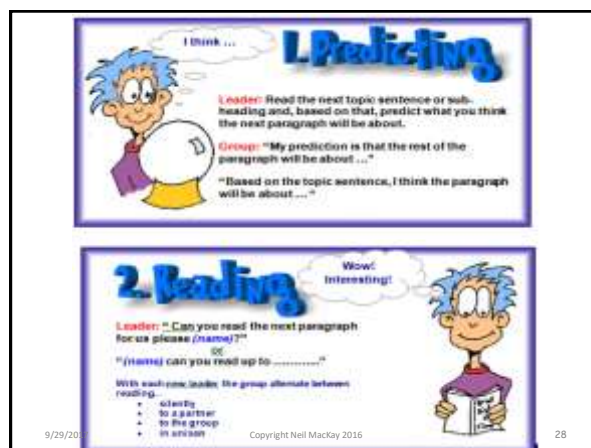 I think ...
1. Predicting
Leader: Read the next topic sentence or sub-
heading and, based on that, predict what you think
the next paragraph will be about.
Group: "My prediction is that the rest of the
paragraph will be about ..."
"Based on the topic sentence, I think the paragraph
will be about ... "
2. Reading
Wow!
Interesting!
Leader: " Can you read the next paragraph
for us please (name)?"
or
"(name) can you read up to ............."
With each new leader, the group alternate between
reading...
• silently
• to a partner
• to the group
• in unison
9/29/20
Copyright Neil MacKay 2016
28